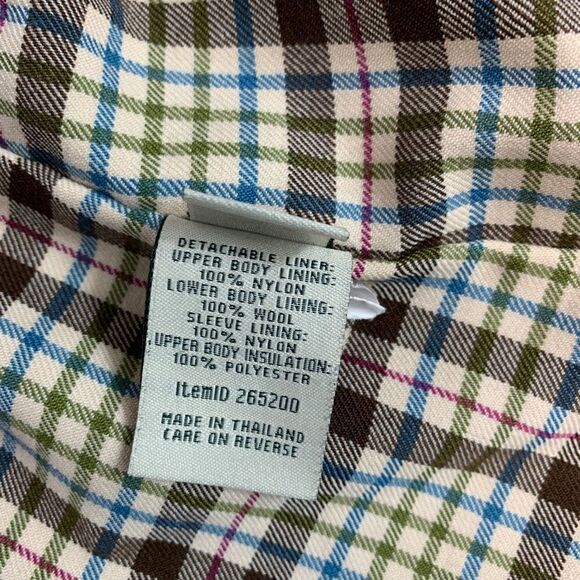 DETACHABLE LINER:
UPPER BODY LINING:
100% NYLON
LOWER BODY LINING:
100% WOOL
SLEEVE LINING:
100% NYLON
UPPER BODY INSULATION:
100% POLYESTER
ItemID 265200
MADE IN THAILAND
CARE ON REVERSE